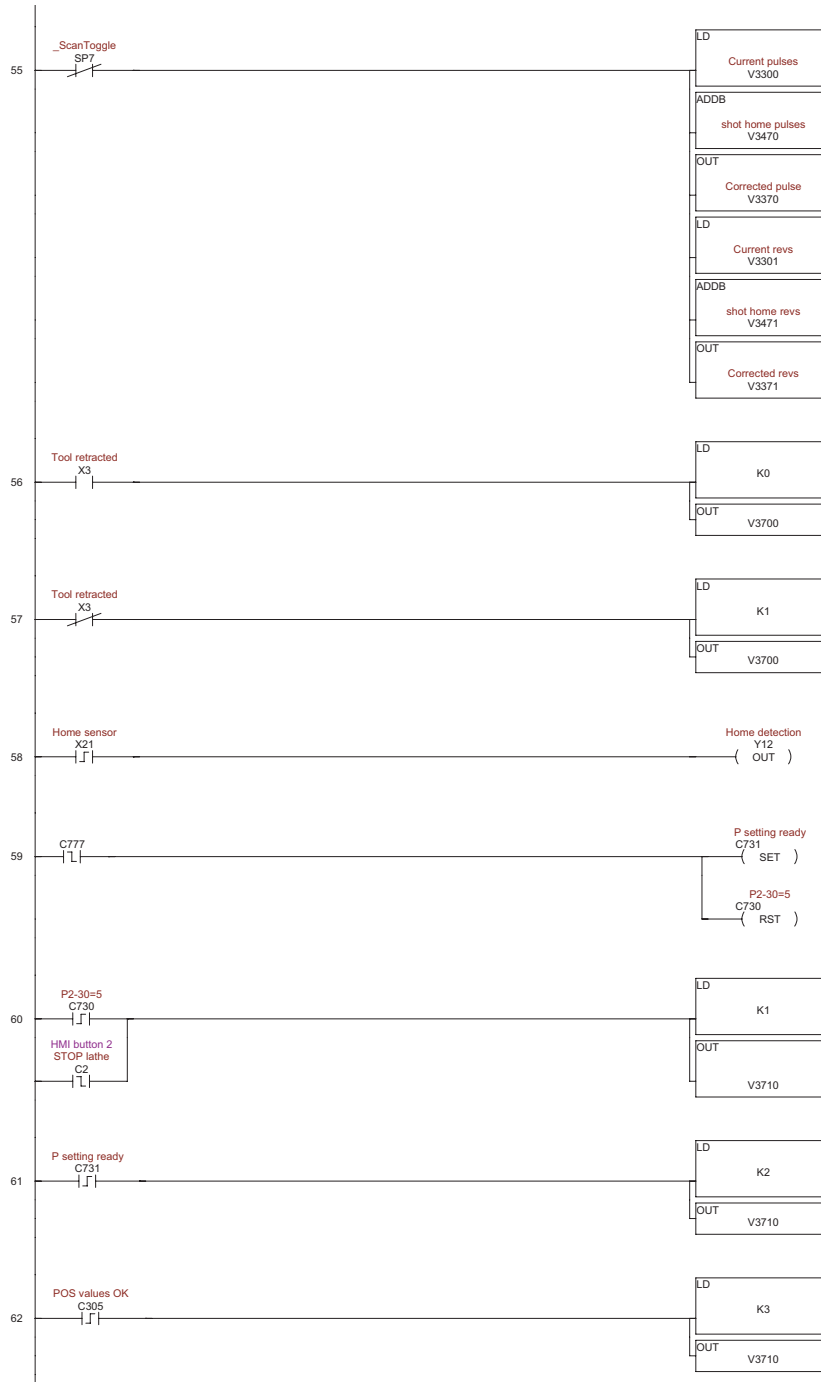 _ScanToggle
SP7
55
LD
Current pulses
V3300
ADDB
shot home pulses
V3470
OUT
Corrected pulse
V3370
LD
Current revs
V3301
ADDB
shot home revs
V3471
OUT
Corrected revs
V3371
Tool retracted
X3
56
LD
K0
OUT
V3700
Tool retracted
X3
57
LD
K1
OUT
V3700
Home sensor
X21
58
Home detection
Y12
( OUT )
C777
59
P setting ready
C731
( SET )
P2-30=5
C730
( RST )
P2-30=5
C730
60
HMI button 2
STOP lathe
C2
LD
K1
OUT
V3710
P setting ready
C731
61
LD
K2
OUT
V3710
POS values OK
C305
62
LD
K3
OUT
V3710